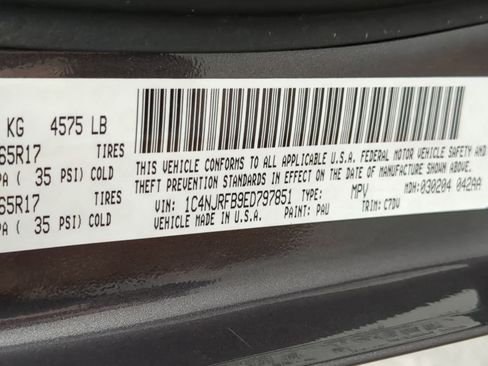 KG 4575 LB
65R17 TIRES
PA ( 35 PSI) COLD
65R17 TIRES
PA ( 35 PSI) COLD
THIS VEHICLE CONFORMS TO ALL APPLICABLE U.S.A. FEDERAL MOTOR VEHICLE SAFETY AND
THEFT PREVENTION STANDARDS IN EFFECT ON THE DATE OF MANUFACTURE SHOWN ABOVE.
VIN: 1C4NJRFB9ED797851 TYPE: MPV MDH: 030204 042AA
MADE IN U.S.A. PAINT: PAU TRIM: C7DV